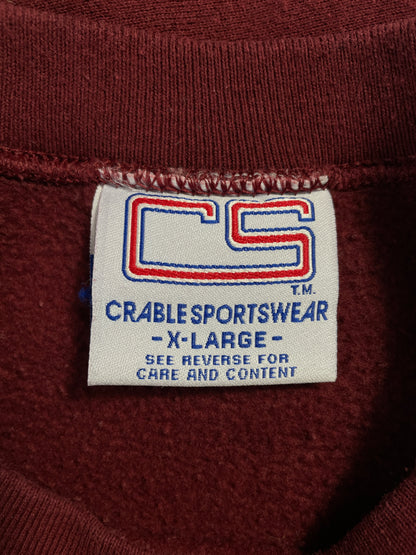 CS
T.M.
CRABLE SPORTSWEAR
- X-LARGE -
SEE REVERSE FOR
CARE AND CONTENT